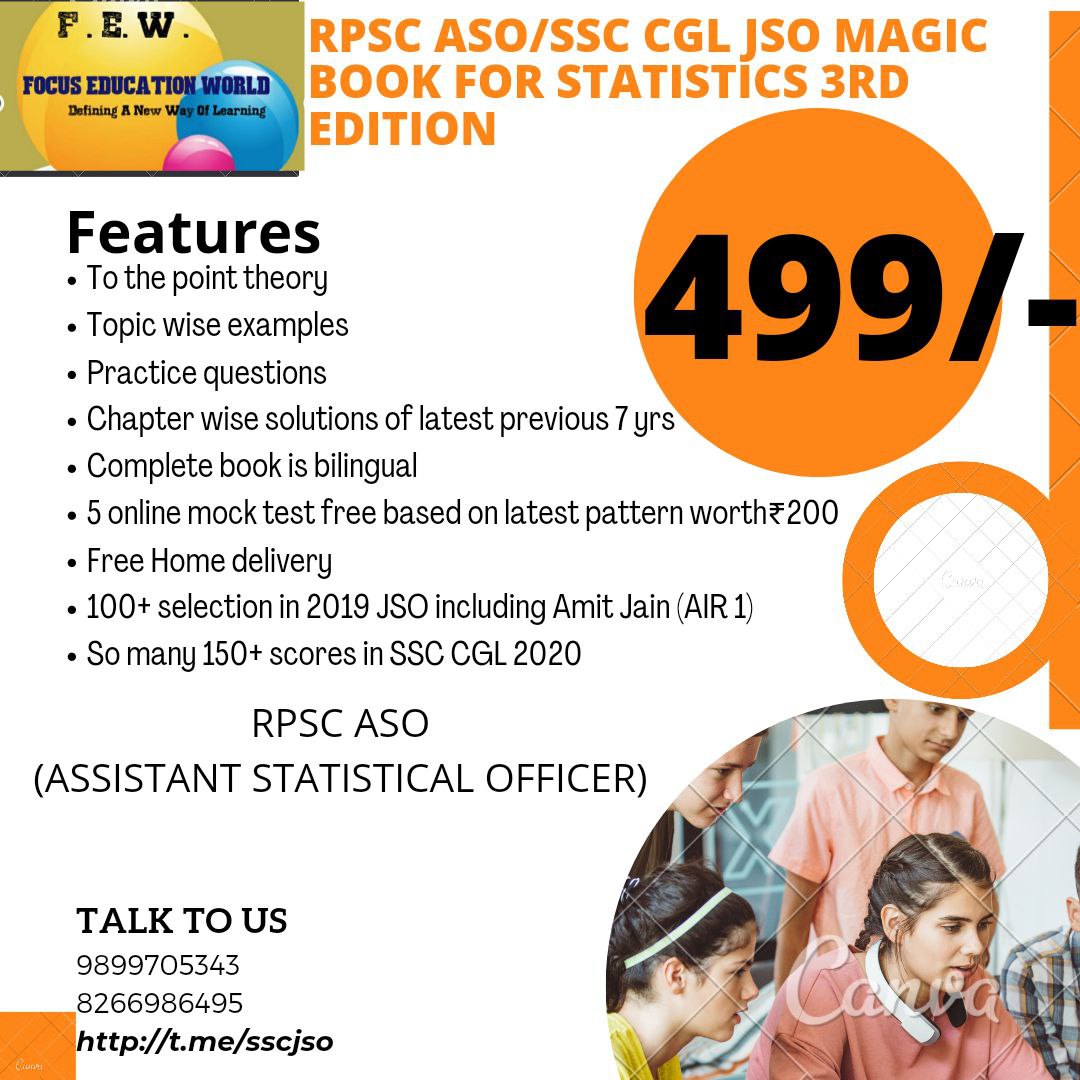 F.E.W.
FOCUS EDUCATION WORLD
Defining A New Way Of Learning
RPSC ASO/SSC CGL JSO MAGIC
BOOK FOR STATISTICS 3RD
EDITION
499/-
Features
• To the point theory
• Topic wise examples
• Practice questions
• Chapter wise solutions of latest previous 7 yrs
• Complete book is bilingual
• 5 online mock test free based on latest pattern worth₹200
• Free Home delivery
• 100+ selection in 2019 JSO including Amit Jain (AIR 1)
• So many 150+ scores in SSC CGL 2020
Canva
RPSC ASO
(ASSISTANT STATISTICAL OFFICER)
TALK TO US
9899705343
8266986495
http://t.me/sscjso
Canva
Canva